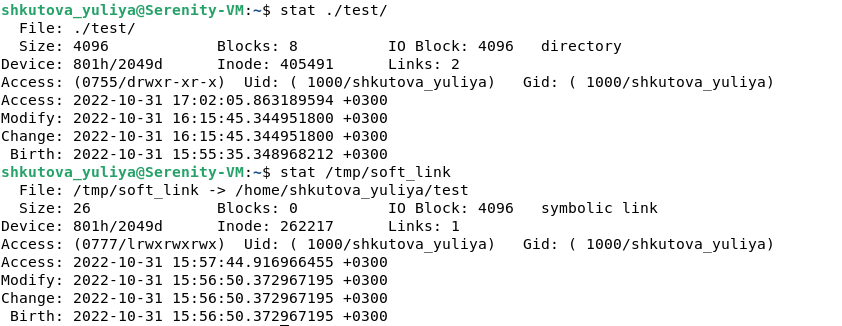 shkutova_yuliya@Serenity-VM:~$ stat ./test/
  File: ./test/
  Size: 4096            Blocks: 8          IO Block: 4096   directory
Device: 801h/2049d      Inode: 405491      Links: 2
Access: (0755/drwxr-xr-x)  Uid: ( 1000/shkutova_yuliya)   Gid: ( 1000/shkutova_yuliya)
Access: 2022-10-31 17:02:05.863189594 +0300
Modify: 2022-10-31 16:15:45.344951800 +0300
Change: 2022-10-31 16:15:45.344951800 +0300
 Birth: 2022-10-31 15:55:35.348968212 +0300
shkutova_yuliya@Serenity-VM:~$ stat /tmp/soft_link
  File: /tmp/soft_link -> /home/shkutova_yuliya/test
  Size: 26              Blocks: 0          IO Block: 4096   symbolic link
Device: 801h/2049d      Inode: 262217      Links: 1
Access: (0777/lrwxrwxrwx)  Uid: ( 1000/shkutova_yuliya)   Gid: ( 1000/shkutova_yuliya)
Access: 2022-10-31 15:57:44.916966455 +0300
Modify: 2022-10-31 15:56:50.372967195 +0300
Change: 2022-10-31 15:56:50.372967195 +0300
 Birth: 2022-10-31 15:56:50.372967195 +0300